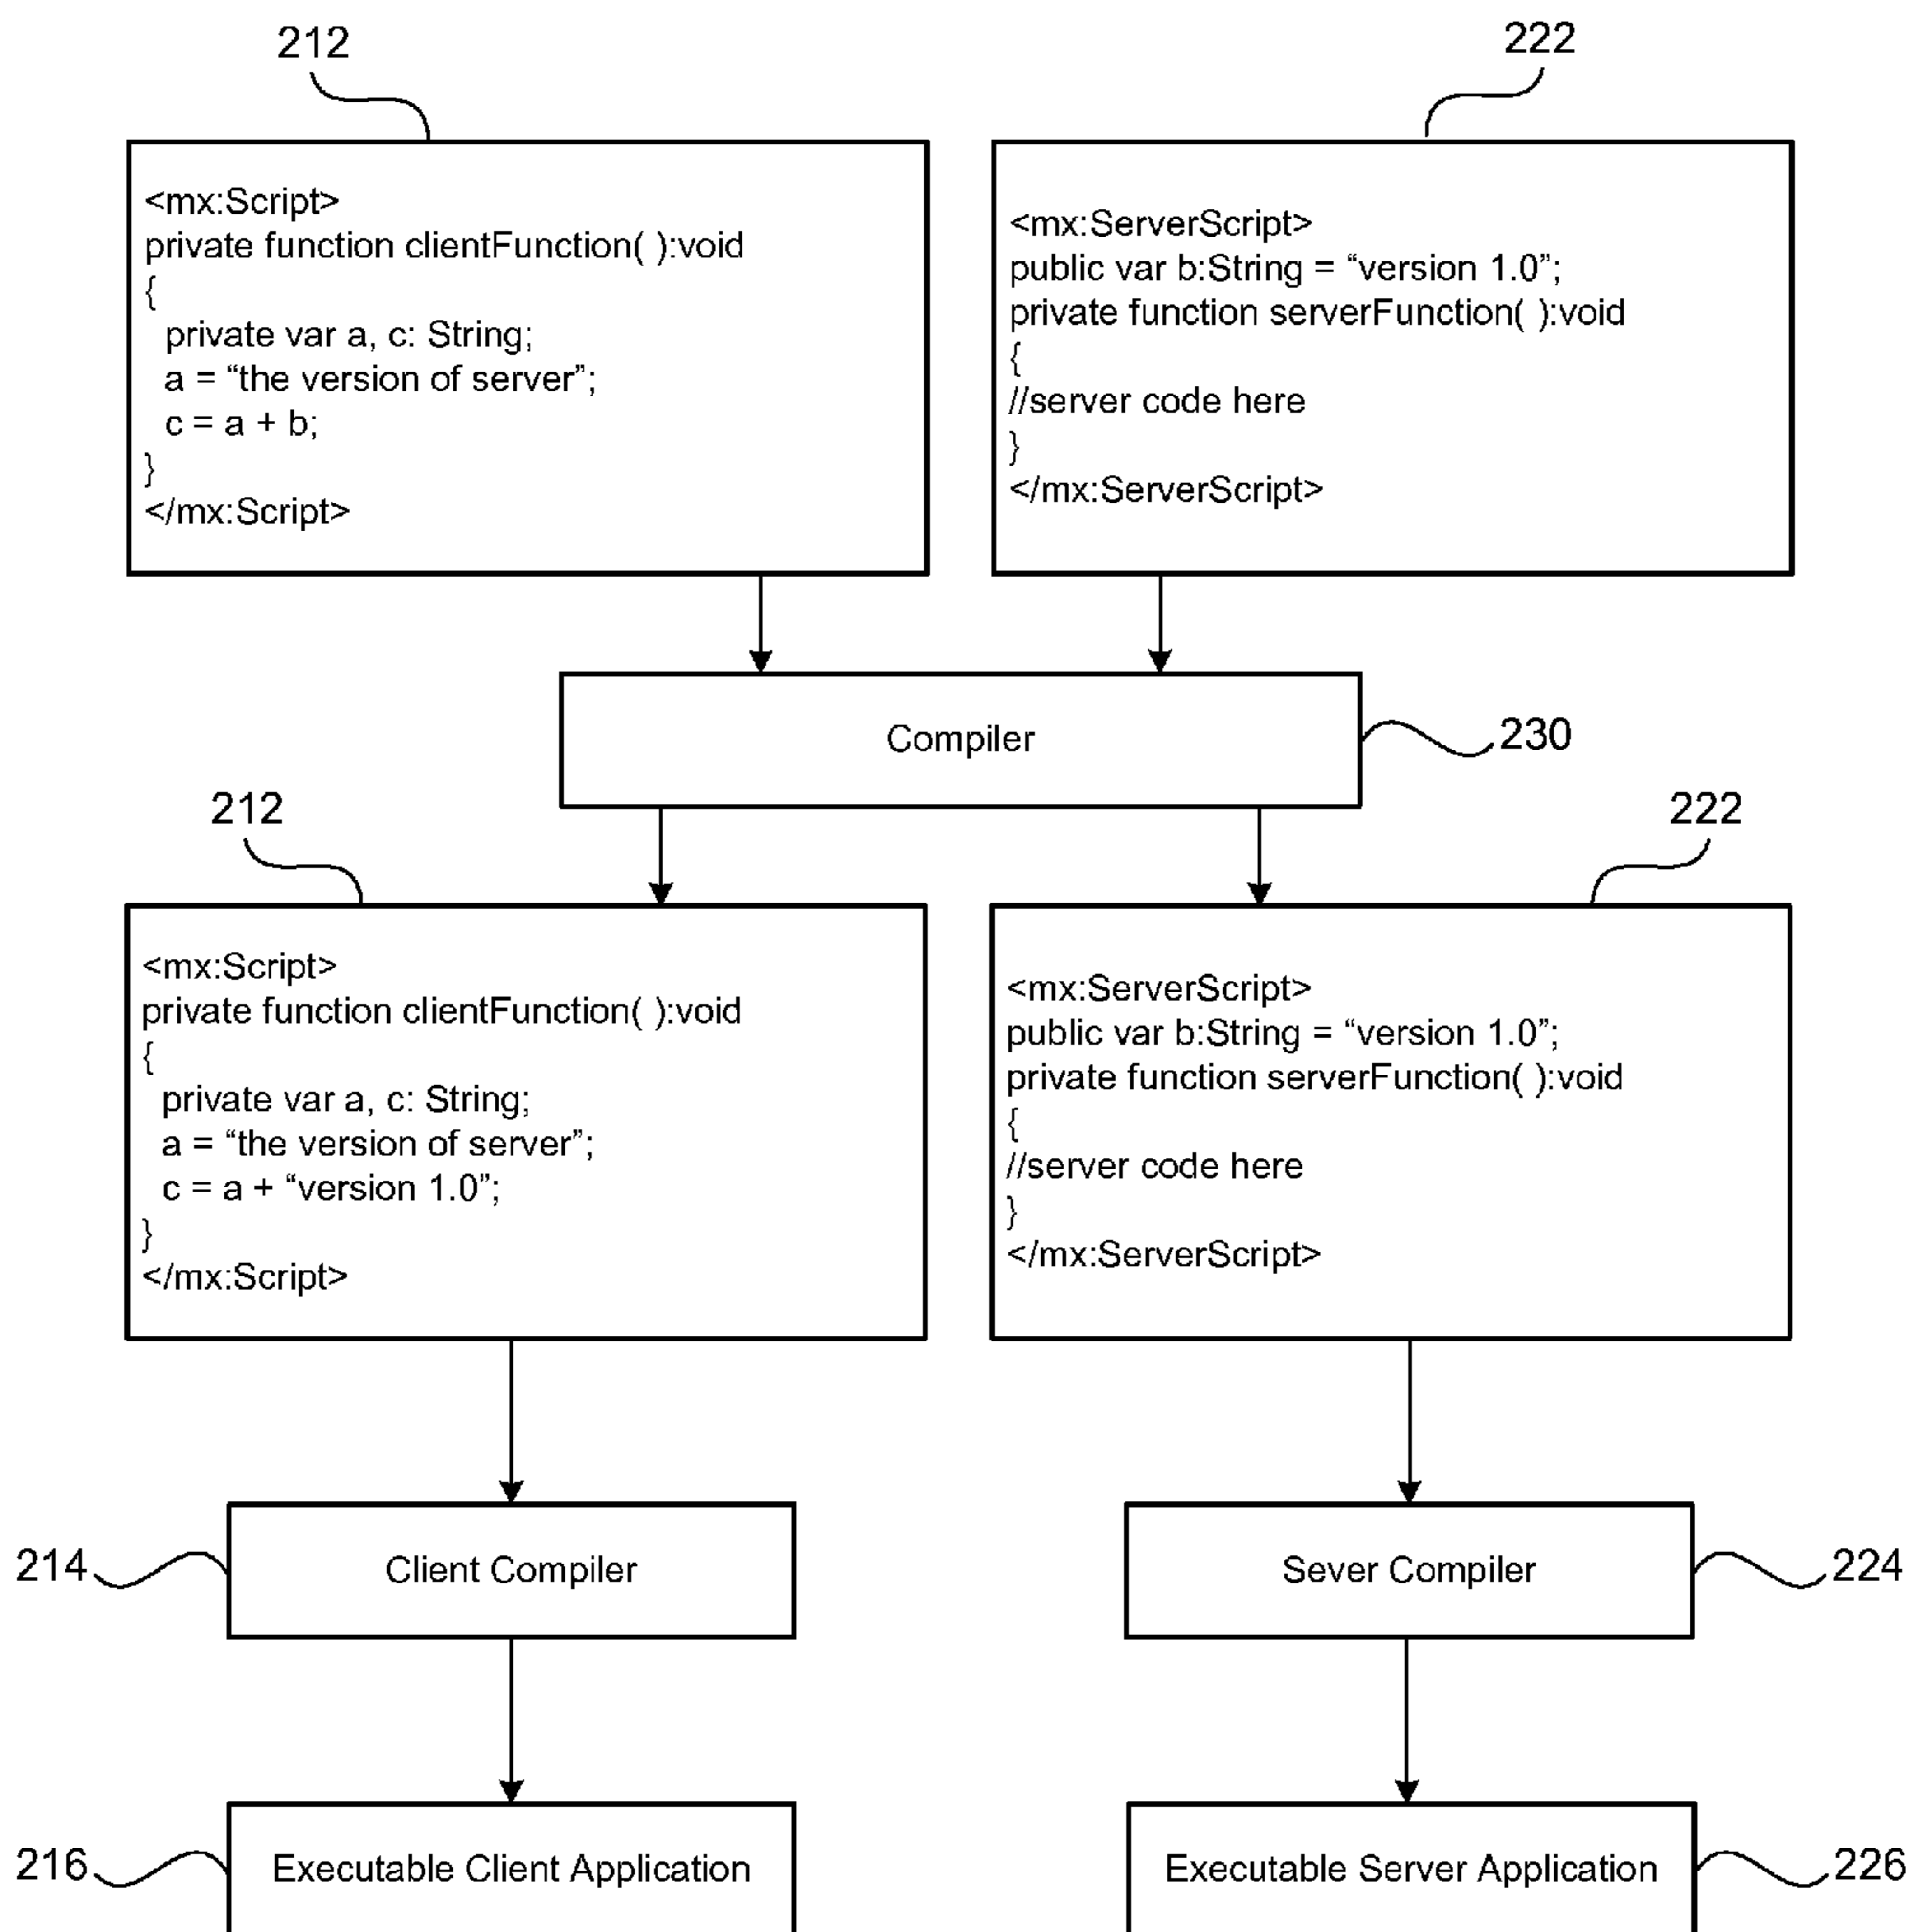 212
222
<mx:Script>
private function clientFunction( ):void
{
private var a, c: String;
a = “the version of server”;
c = a + b;
}
</mx:Script>
<mx:ServerScript>
public var b:String = “version 1.0”;
private function serverFunction( ):void
{
//server code here
}
</mx:ServerScript>
Compiler
230
212
222
<mx:Script>
private function clientFunction( ):void
{
private var a, c: String;
a = “the version of server”;
c = a + “version 1.0”;
}
</mx:Script>
<mx:ServerScript>
public var b:String = “version 1.0”;
private function serverFunction( ):void
{
//server code here
}
</mx:ServerScript>
214
Client Compiler
Sever Compiler
224
216
Executable Client Application
Executable Server Application
226